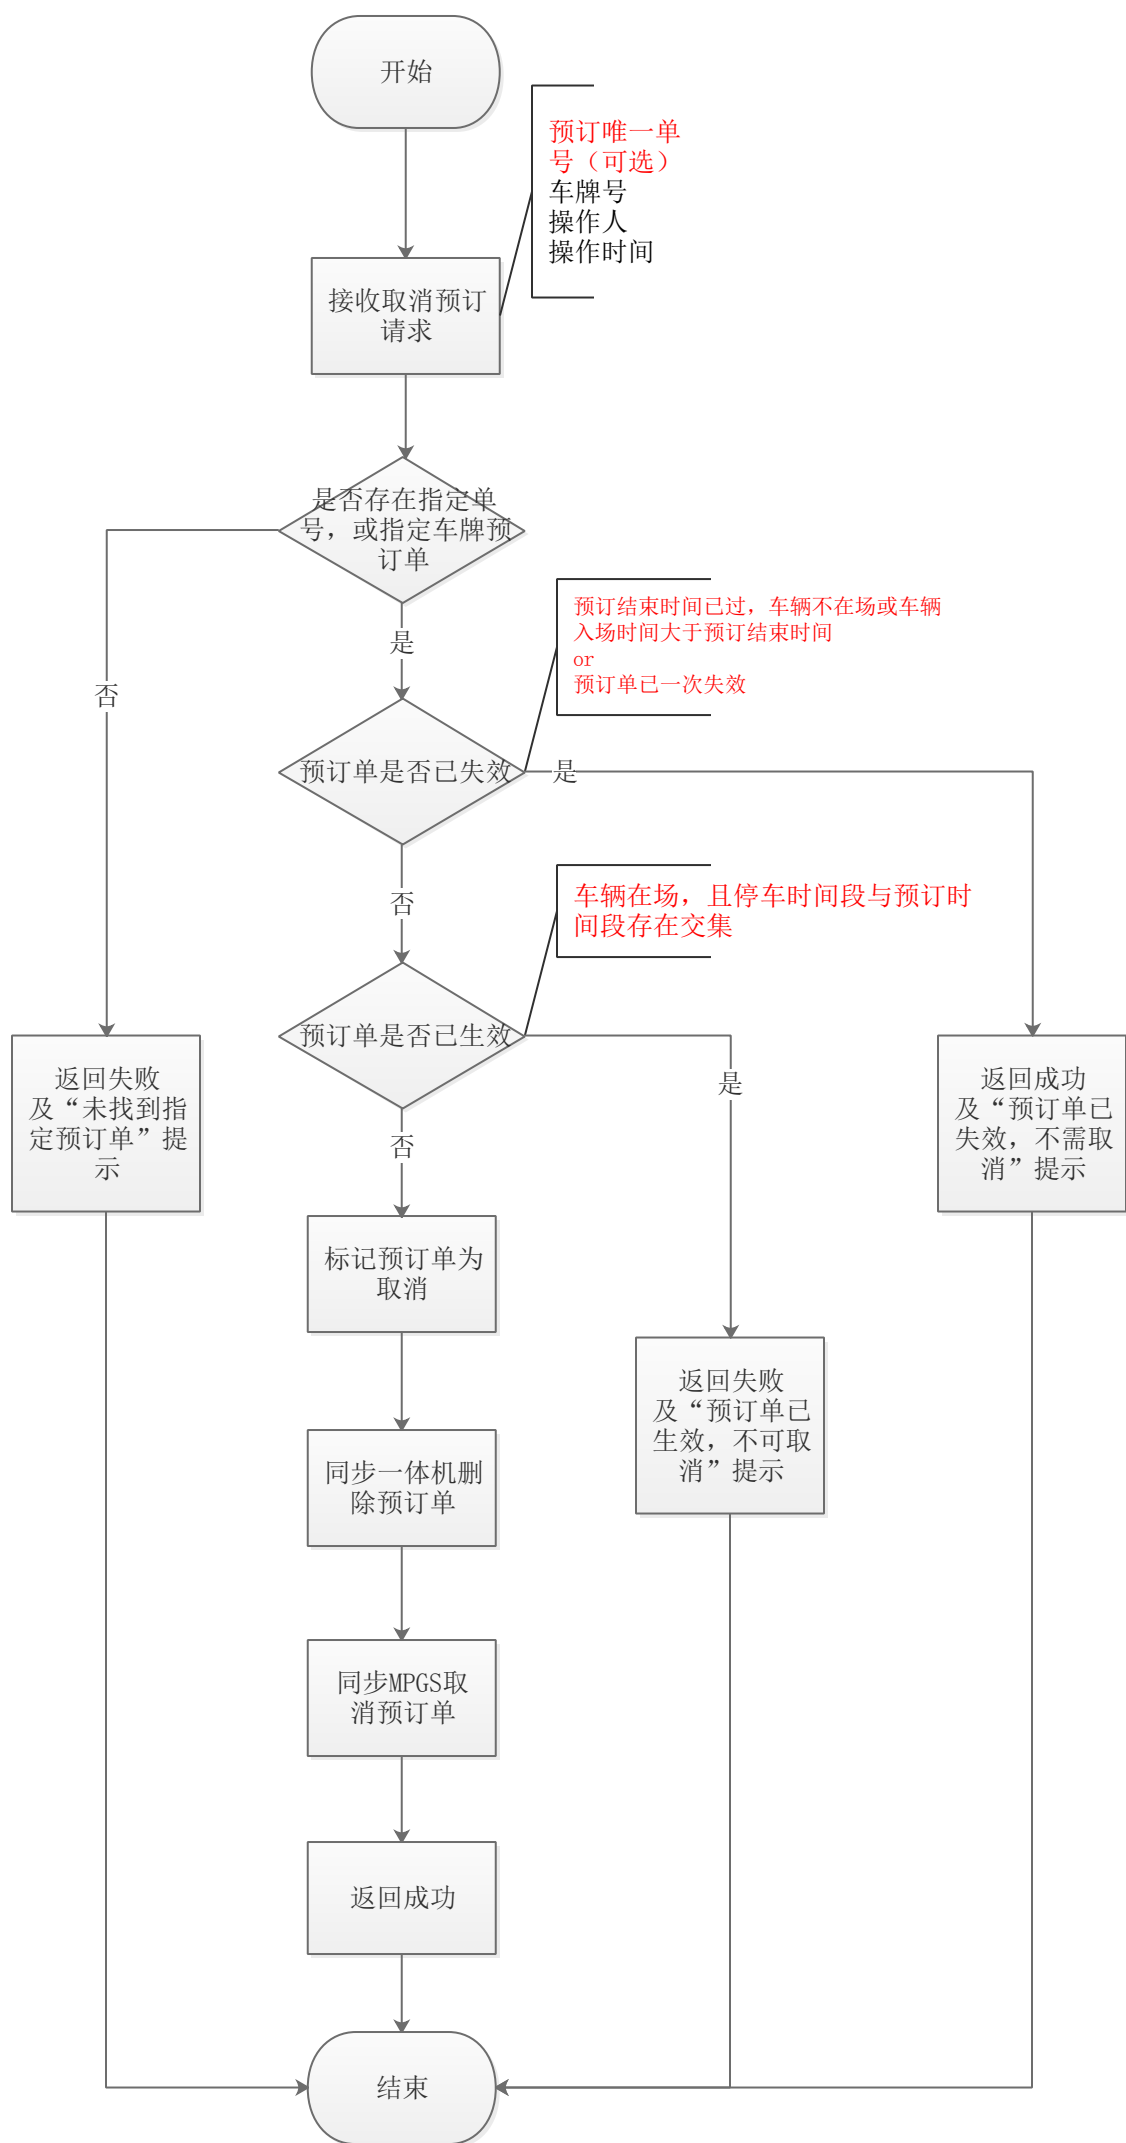 开始
预订唯一单
号（可选）
车牌号
操作人
操作时间
接收取消预订
请求
是否存在指定单
号，或指定车牌预
订单
是
否
预订结束时间已过，车辆不在场或车辆
入场时间大于预订结束时间
or
预订单已一次失效
预订单是否已失效
是
否
车辆在场，且停车时间段与预订时
间段存在交集
预订单是否已生效
是
否
返回失败
及“未找到指
定预订单”提
示
返回成功
及“预订单已
失效，不需取
消”提示
标记预订单为
取消
返回失败
及“预订单已
生效，不可取
消”提示
同步一体机删
除预订单
同步MPGS取
消预订单
返回成功
结束